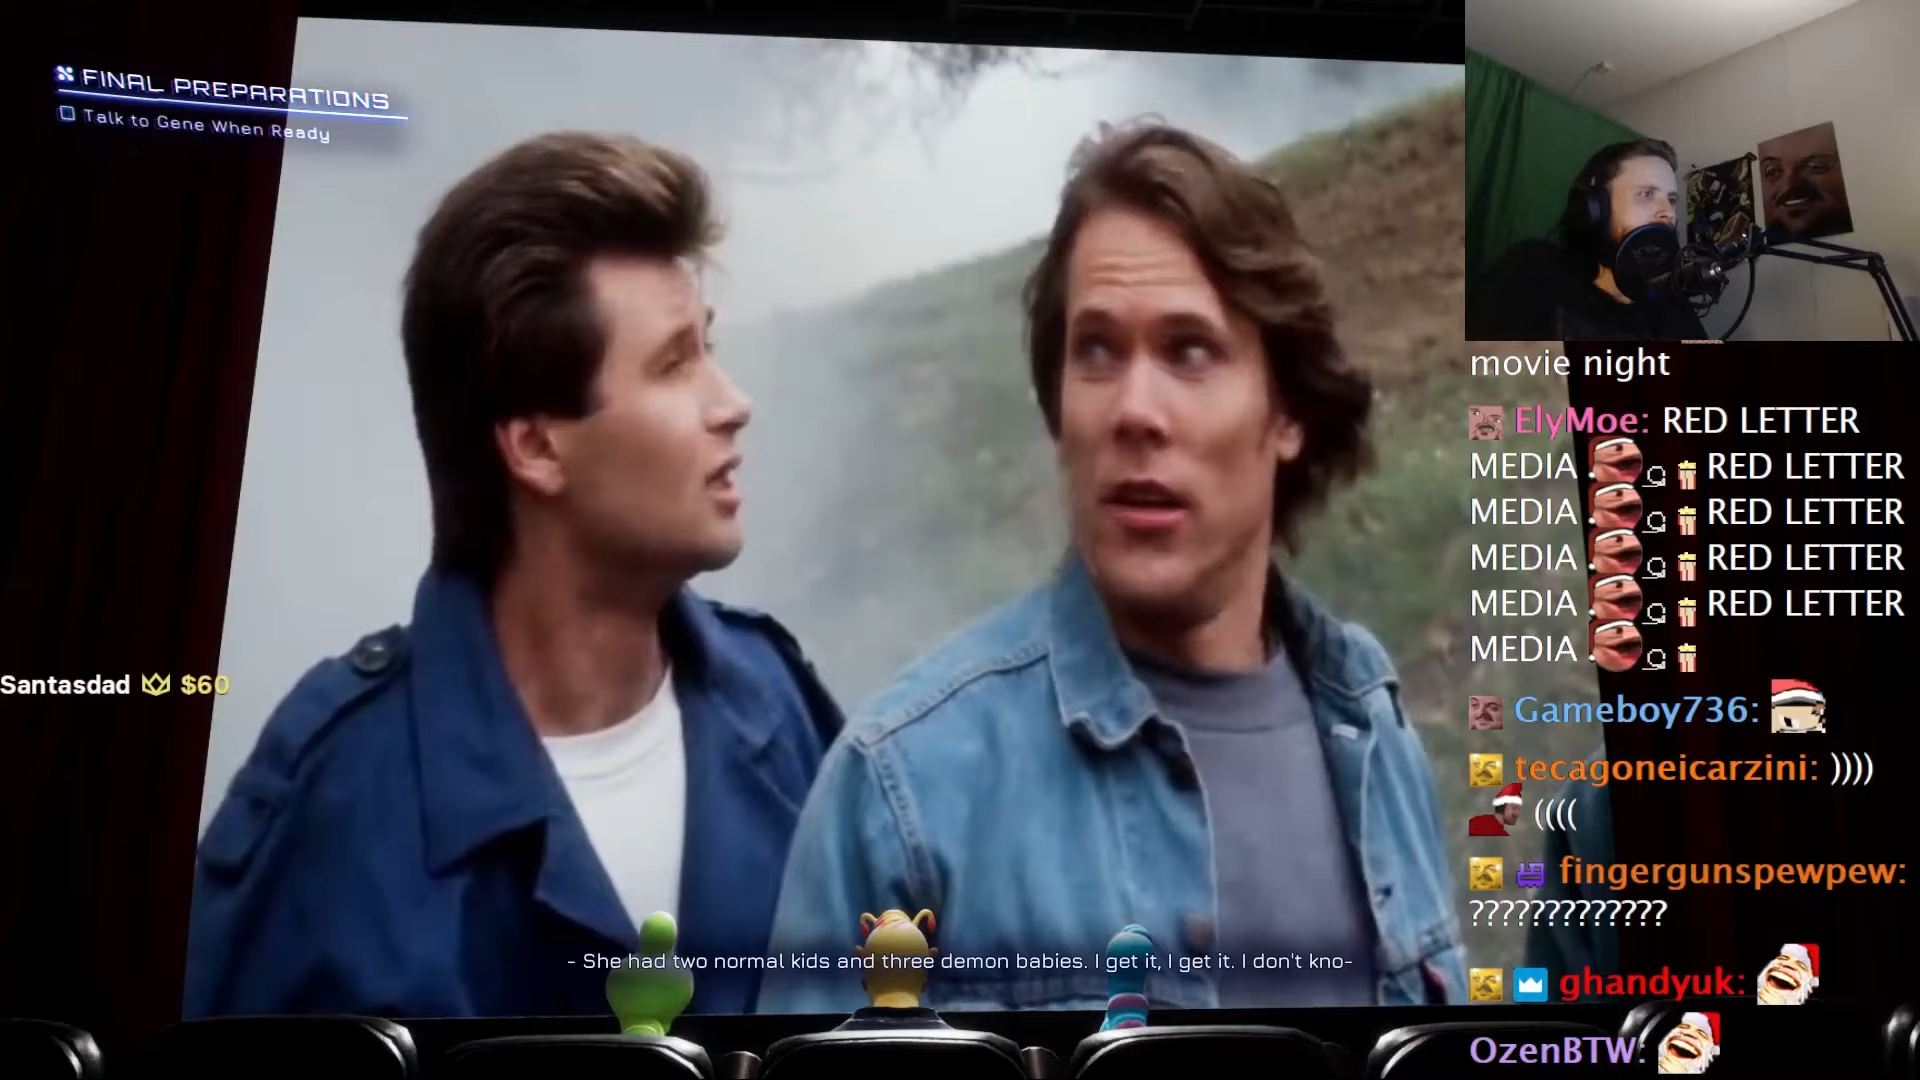 FINAL PREPARATIONS
Talk to Gene When Ready
Santasdad $60
- She had two normal kids and three demon babies. I get it, I get it. I don't kno-
movie night
ElyMoe: RED LETTER
MEDIA RED LETTER
MEDIA RED LETTER
MEDIA RED LETTER
MEDIA RED LETTER
MEDIA
Gameboy736:
tecagoneicarzini: ))))
((((
fingergunspewpew:
?????????????
ghandyuk:
OzenBTW: